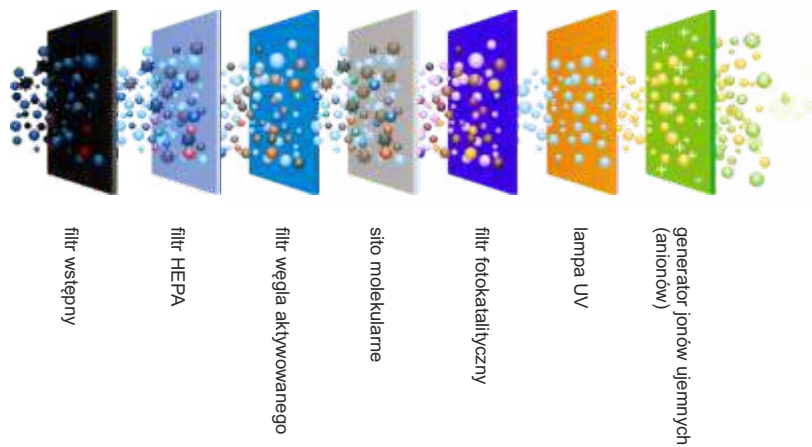 filtr wstępny
filtr HEPA
filtr węgla aktywowanego
sito molekularne
filtr fotokatalityczny
lampa UV
generator jonów ujemnych
(anionów)